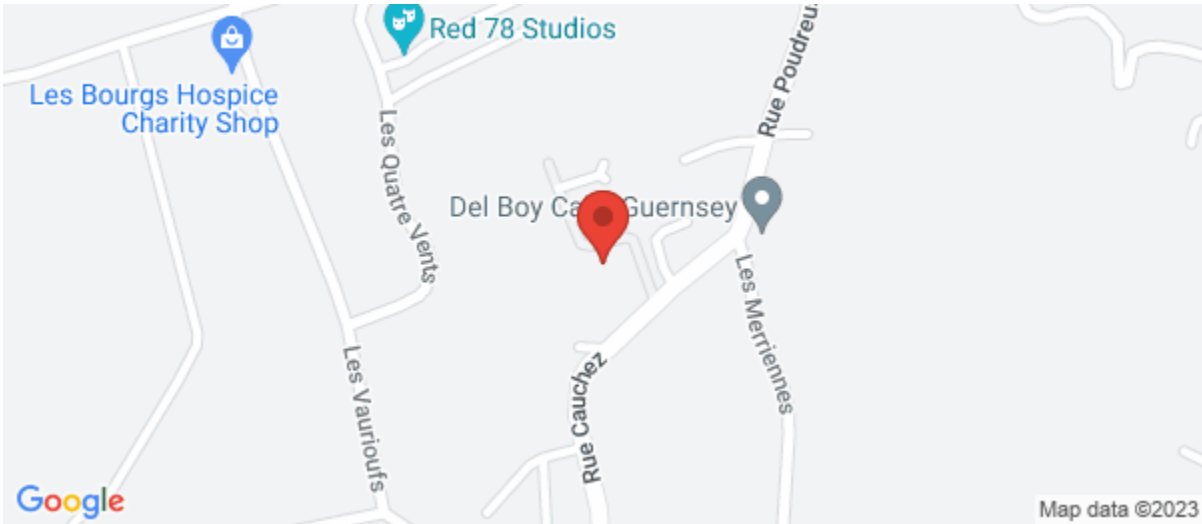 Red 78 Studios
Les Bourgs Hospice
Charity Shop
Rue Poudreu
Les Quatre Vents
Del Boy Ca Guernsey
Les Merriennes
Les Vaurioufs
Rue Cauchez
Google
Map data ©2023